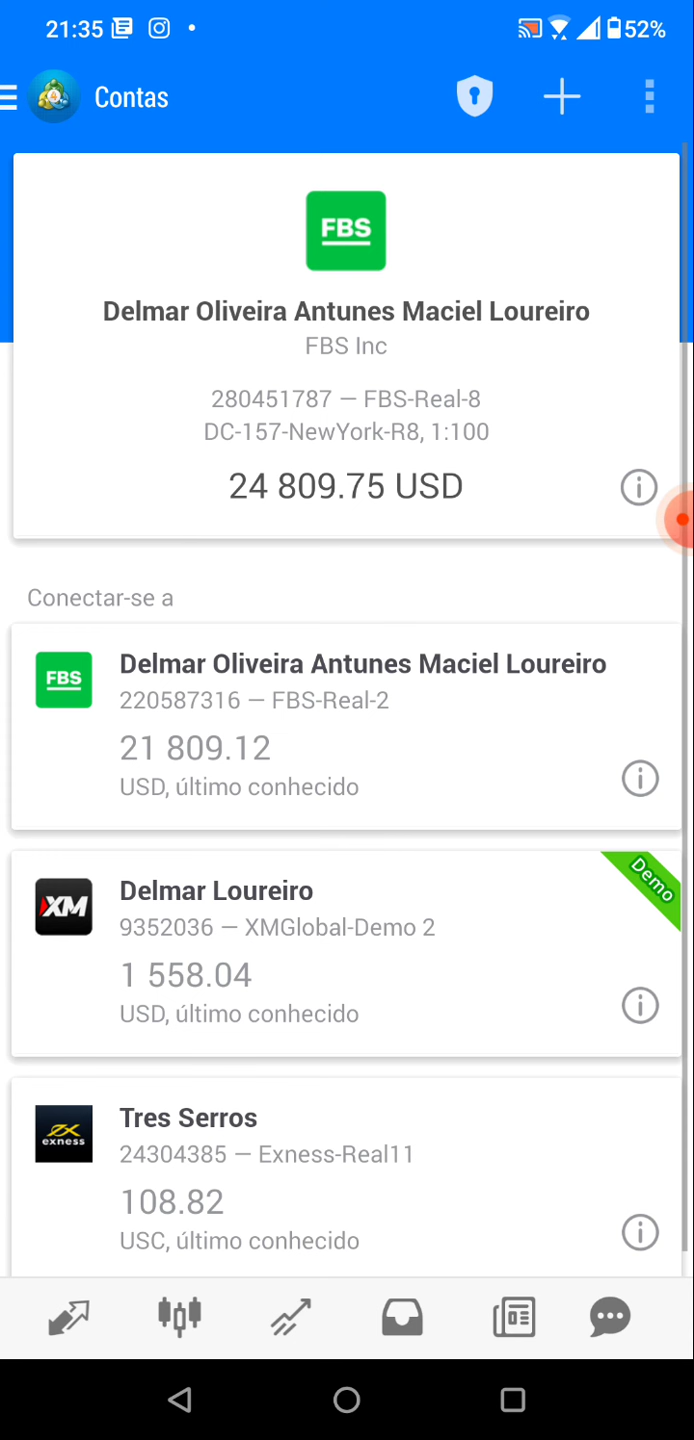 21:35
52%
Contas
FBS
Delmar Oliveira Antunes Maciel Loureiro
FBS Inc
280451787 — FBS-Real-8
DC-157-NewYork-R8, 1:100
24 809.75 USD
Conectar-se a
FBS
Delmar Oliveira Antunes Maciel Loureiro
220587316 — FBS-Real-2
21 809.12
USD, último conhecido
Demo
XM
Delmar Loureiro
9352036 — XMGlobal-Demo 2
1 558.04
USD, último conhecido
exness
Tres Serros
24304385 — Exness-Real11
108.82
USC, último conhecido